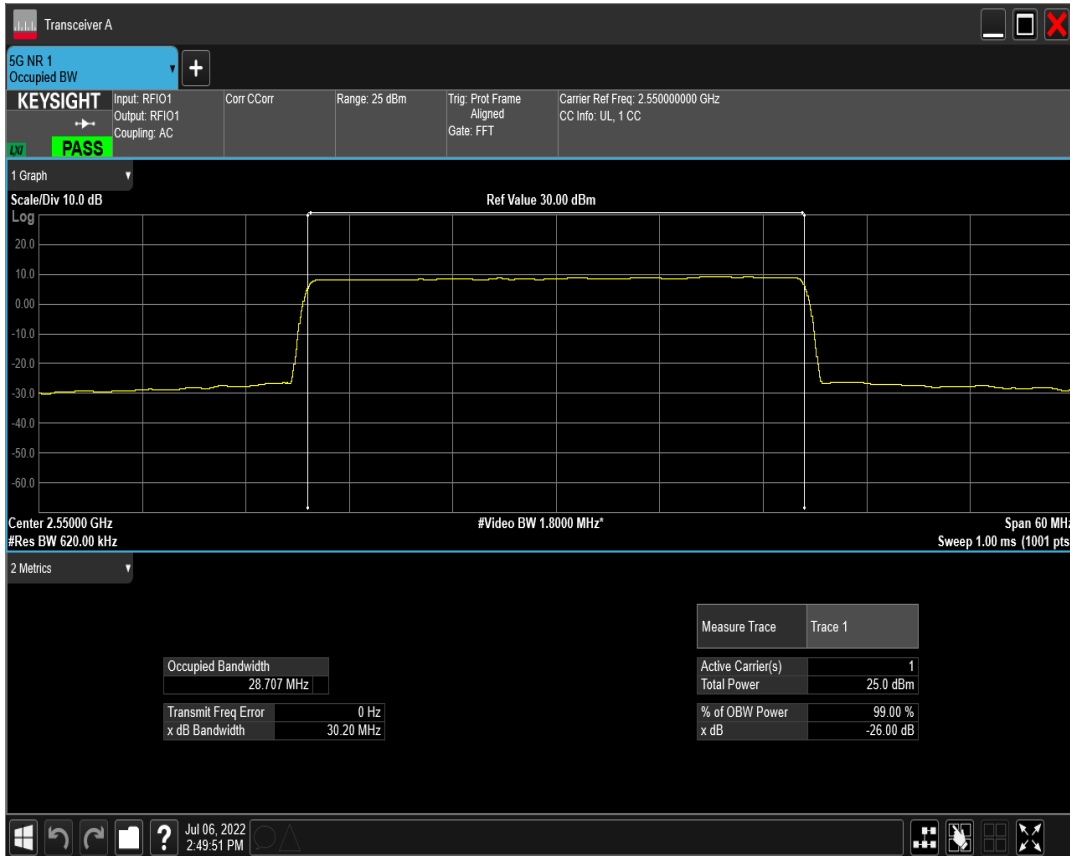 Transceiver A
5G NR 1
Occupied BW
+
KEYSIGHT
LXI
PASS
Input: RFIO1
Output: RFIO1
Coupling: AC
Corr CCorr
Range: 25 dBm
Trig: Prot Frame
Aligned
Gate: FFT
Carrier Ref Freq: 2.550000000 GHz
CC Info: UL, 1 CC
1 Graph
Scale/Div 10.0 dB
Ref Value 30.00 dBm
Log
20.0
10.0
0.00
-10.0
-20.0
-30.0
-40.0
-50.0
-60.0
Center 2.55000 GHz
#Video BW 1.8000 MHz*
Span 60 MHz
#Res BW 620.00 kHz
Sweep 1.00 ms (1001 pts
2 Metrics
Measure Trace Trace 1
Occupied Bandwidth
28.707 MHz
Active Carrier(s) 1
Total Power 25.0 dBm
Transmit Freq Error 0 Hz
x dB Bandwidth 30.20 MHz
% of OBW Power 99.00 %
x dB -26.00 dB
?
Jul 06, 2022
2:49:51 PM